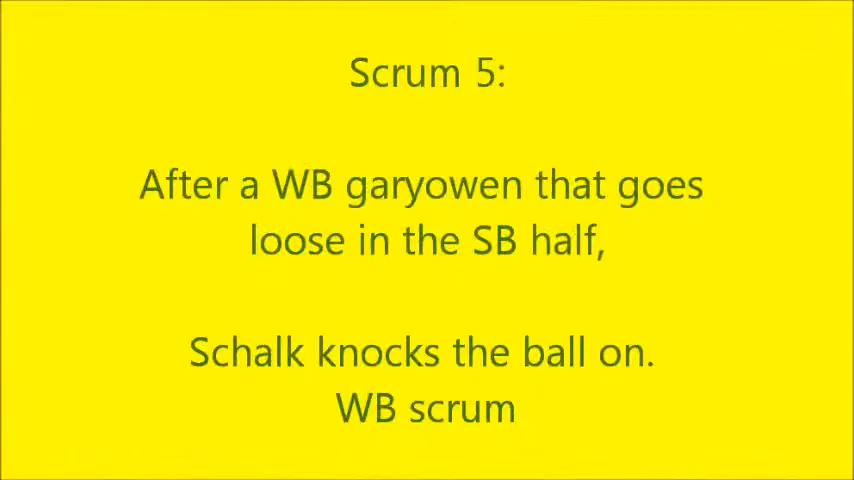 Scrum 5:
After a WB garyowen that goes
loose in the SB half,
Schalk knocks the ball on.
WB scrum